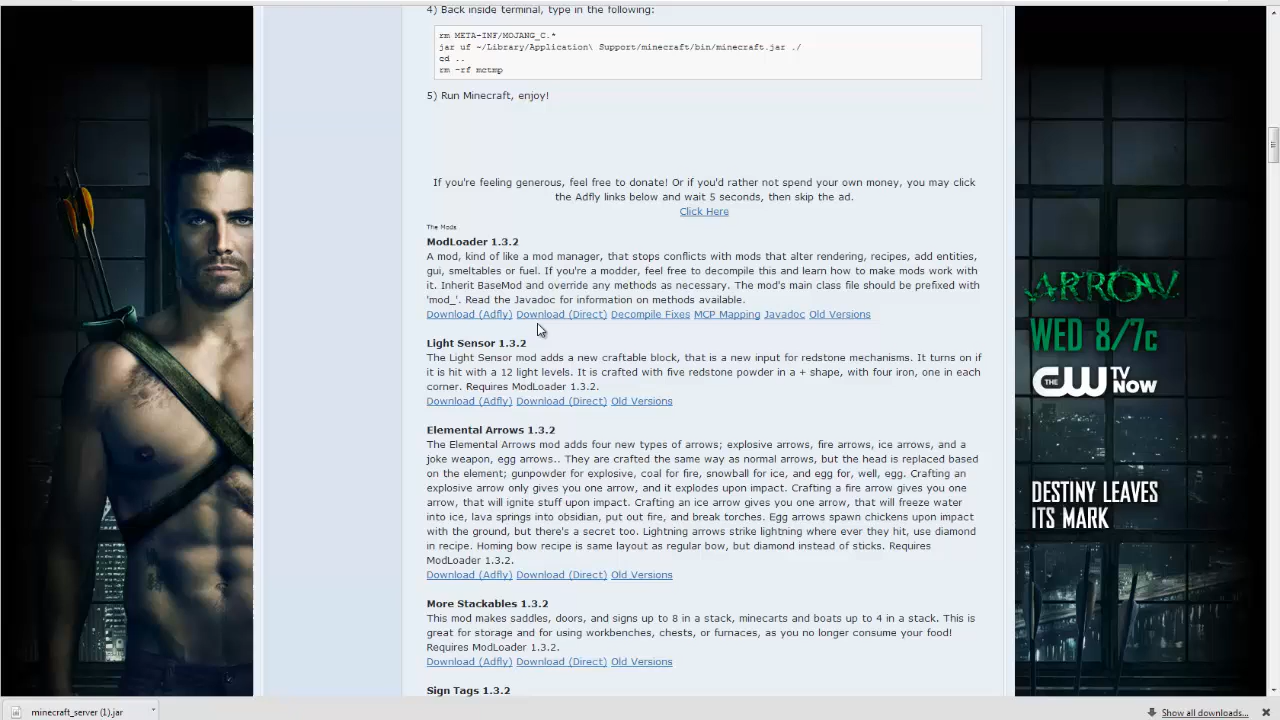 4) Back inside terminal, type in the following:
rm META-INF/MOJANG_C.*
jar uf ~/Library/Application\ Support/minecraft/bin/minecraft.jar ./
cd ..
rm -rf mctmp
5) Run Minecraft, enjoy!
If you're feeling generous, feel free to donate! Or if you'd rather not spend your own money, you may click
the Adfly links below and wait 5 seconds, then skip the ad.
Click Here
The Mods
ModLoader 1.3.2
A mod, kind of like a mod manager, that stops conflicts with mods that alter rendering, recipes, add entities,
gui, smeltables or fuel. If you're a modder, feel free to decompile this and learn how to make mods work with
it. Inherit BaseMod and override any methods as necessary. The mod's main class file should be prefixed with
'mod_'. Read the Javadoc for information on methods available.
Download (Adfly) Download (Direct) Decompile Fixes MCP Mapping Javadoc Old Versions
Light Sensor 1.3.2
The Light Sensor mod adds a new craftable block, that is a new input for redstone mechanisms. It turns on if
it is hit with a 12 light levels. It is crafted with five redstone powder in a + shape, with four iron, one in each
corner. Requires ModLoader 1.3.2.
Download (Adfly) Download (Direct) Old Versions
Elemental Arrows 1.3.2
The Elemental Arrows mod adds four new types of arrows; explosive arrows, fire arrows, ice arrows, and a
joke weapon, egg arrows.. They are crafted the same way as normal arrows, but the head is replaced based
on the element; gunpowder for explosive, coal for fire, snowball for ice, and egg for, well, egg. Crafting an
explosive arrow only gives you one arrow, and it explodes upon impact. Crafting a fire arrow gives you one
arrow, that will ignite stuff upon impact. Crafting an ice arrow gives you one arrow, that will freeze water
into ice, lava springs into obsidian, put out fire, and break torches. Egg arrows spawn chickens upon impact
with the ground, but there's a secret too. Lightning arrows strike lightning where ever they hit, use diamond
in recipe. Homing bow recipe is same layout as regular bow, but diamond instead of sticks. Requires
ModLoader 1.3.2.
Download (Adfly) Download (Direct) Old Versions
More Stackables 1.3.2
This mod makes saddles, doors, and signs up to 8 in a stack, minecarts and boats up to 4 in a stack. This is
great for storage and for using workbenches, chests, or furnaces, as you no longer consume your food!
Requires ModLoader 1.3.2.
Download (Adfly) Download (Direct) Old Versions
Sign Tags 1.3.2
ARROW
WED 8/7c
THE CW TV NOW
DESTINY LEAVES
ITS MARK
minecraft_server (1).jar
Show all downloads...